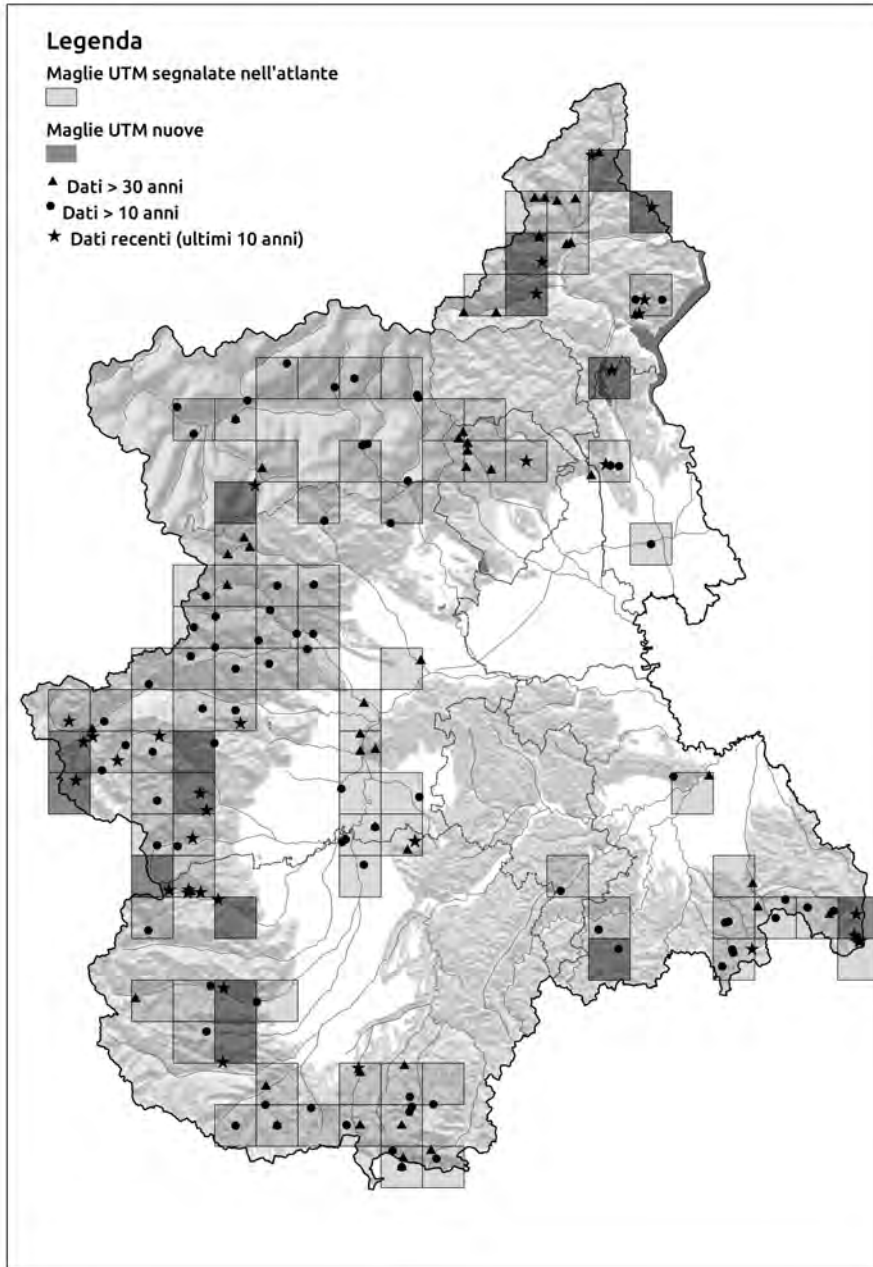 Legenda
Maglie UTM segnalate nell'atlante
Maglie UTM nuove
Dati > 30 anni
Dati > 10 anni
Dati recenti (ultimi 10 anni)